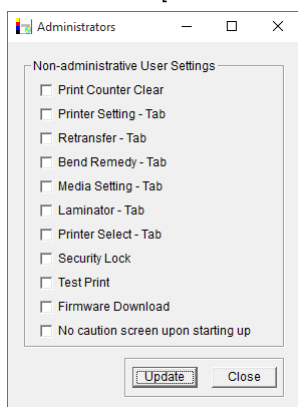 Administrators
Non-administrative User Settings
Print Counter Clear
Printer Setting - Tab
Retransfer - Tab
Bend Remedy - Tab
Media Setting - Tab
Laminator - Tab
Printer Select - Tab
Security Lock
Test Print
Firmware Download
No caution screen upon starting up
Update Close